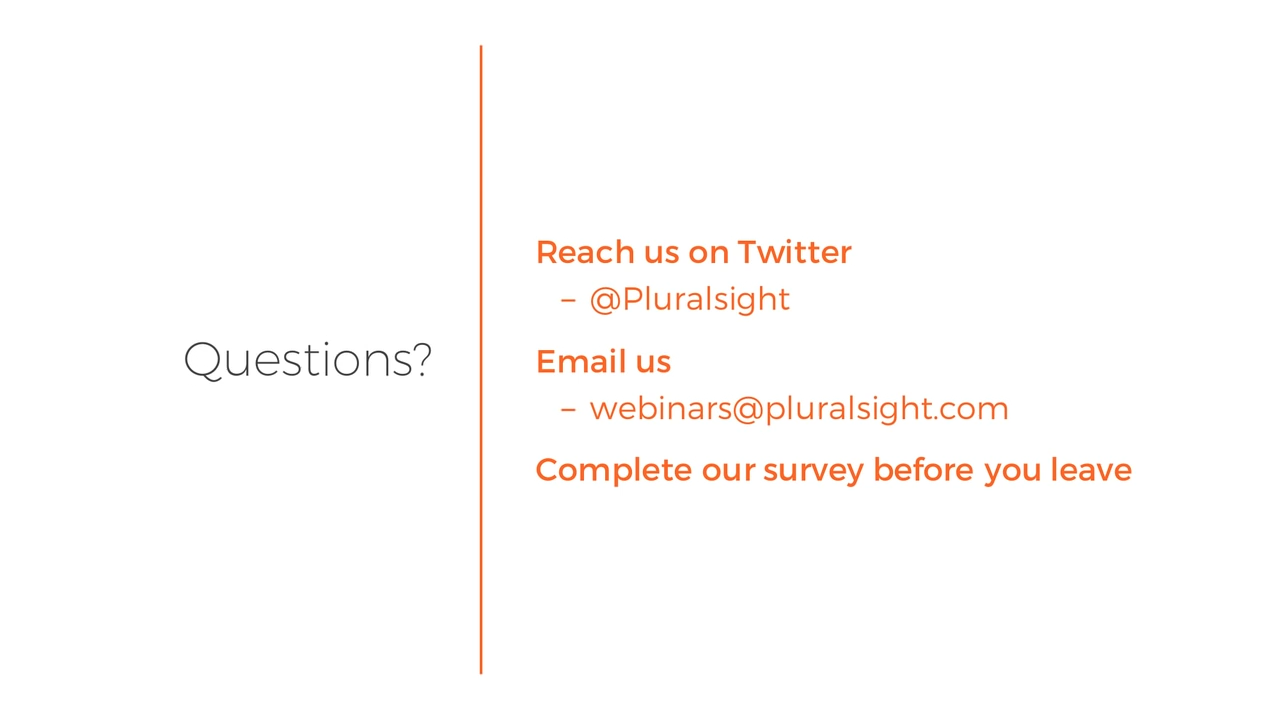 Questions?
Reach us on Twitter
– @Pluralsight
Email us
– webinars@pluralsight.com
Complete our survey before you leave